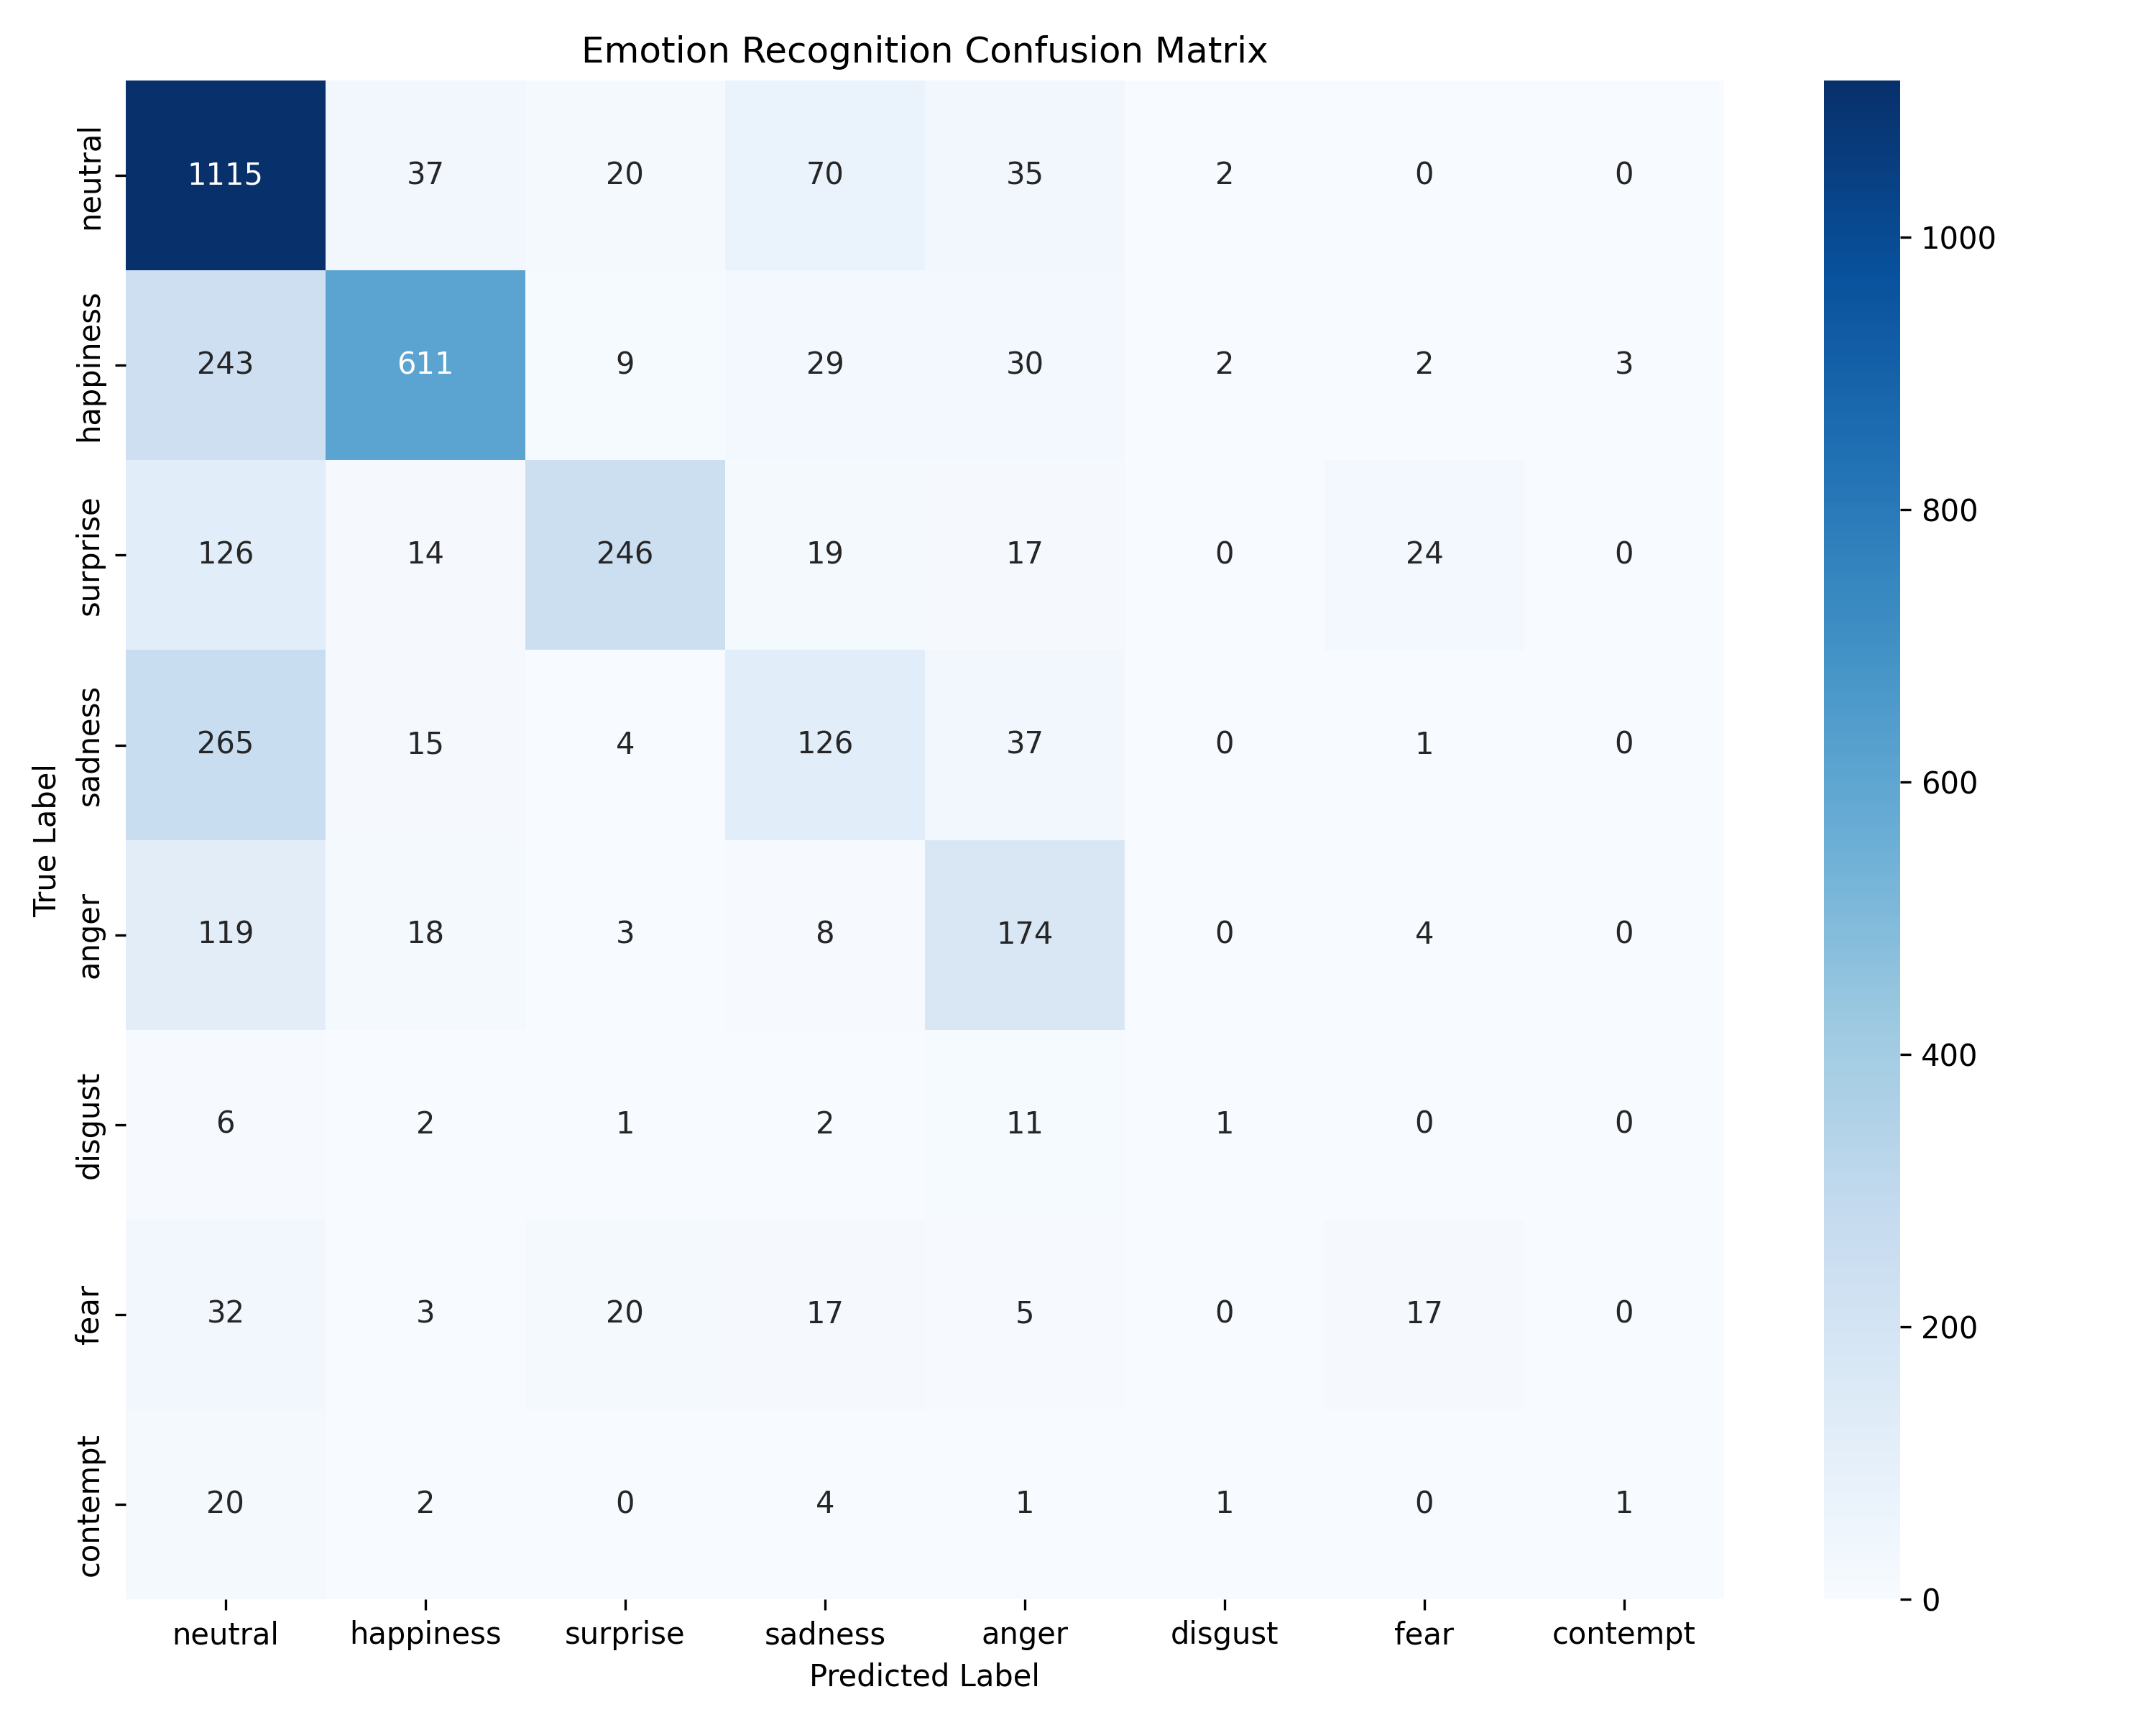 Emotion Recognition Confusion Matrix
True Label
neutral 1115 37 20 70 35 2 0 0
happiness 243 611 9 29 30 2 2 3
surprise 126 14 246 19 17 0 24 0
sadness 265 15 4 126 37 0 1 0
anger 119 18 3 8 174 0 4 0
disgust 6 2 1 2 11 1 0 0
fear 32 3 20 17 5 0 17 0
contempt 20 2 0 4 1 1 0 1
neutral happiness surprise sadness anger disgust fear contempt
Predicted Label
1000
800
600
400
200
0